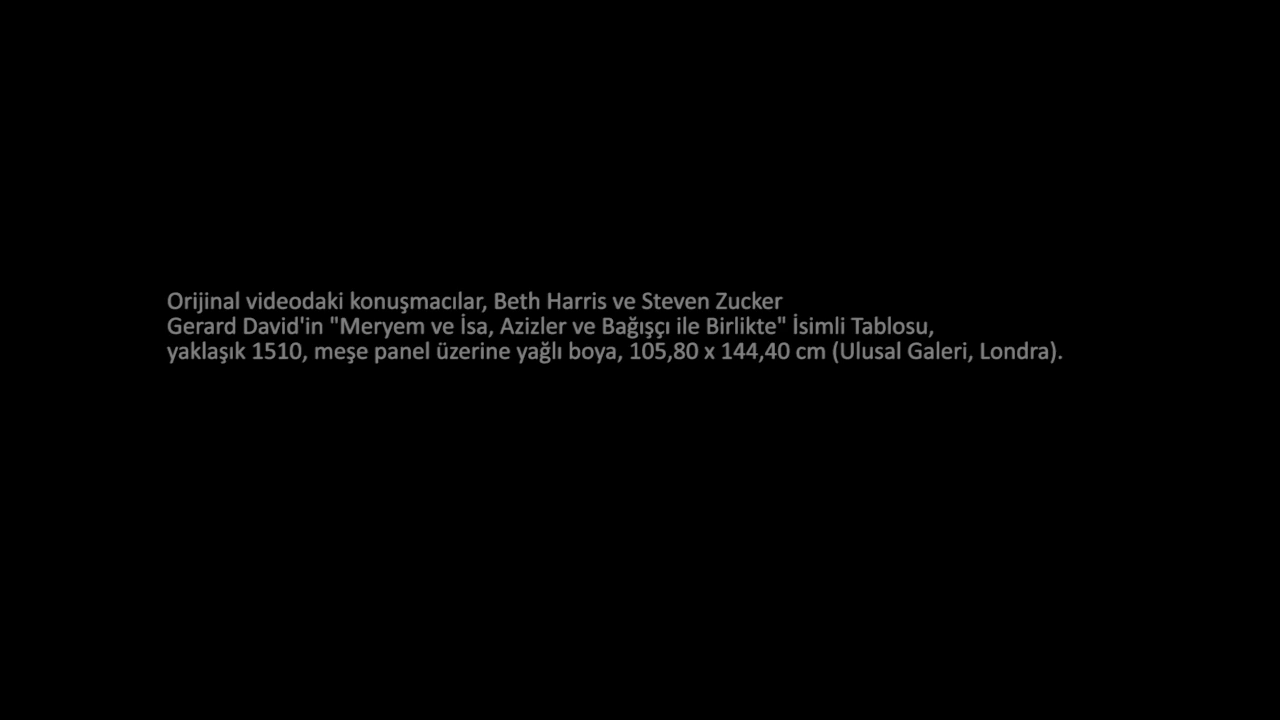 Orijinal videodaki konuşmacılar, Beth Harris ve Steven Zucker
Gerard David'in "Meryem ve İsa, Azizler ve Bağışçı ile Birlikte" İsimli Tablosu,
yaklaşık 1510, meşe panel üzerine yağlı boya, 105,80 x 144,40 cm (Ulusal Galeri, Londra).